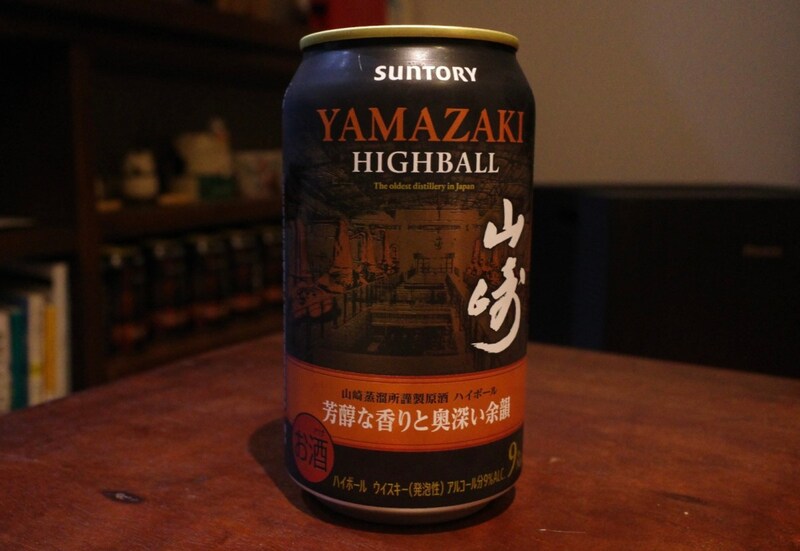 SUNTORY
YAMAZAKI
HIGHBALL
The oldest distillery in Japan
山崎
山崎蒸溜所謹製原酒 ハイボール
芳醇な香りと奥深い余韻
お酒
ハイボール ウイスキー(発泡性) アルコール分9%ALC. 9%